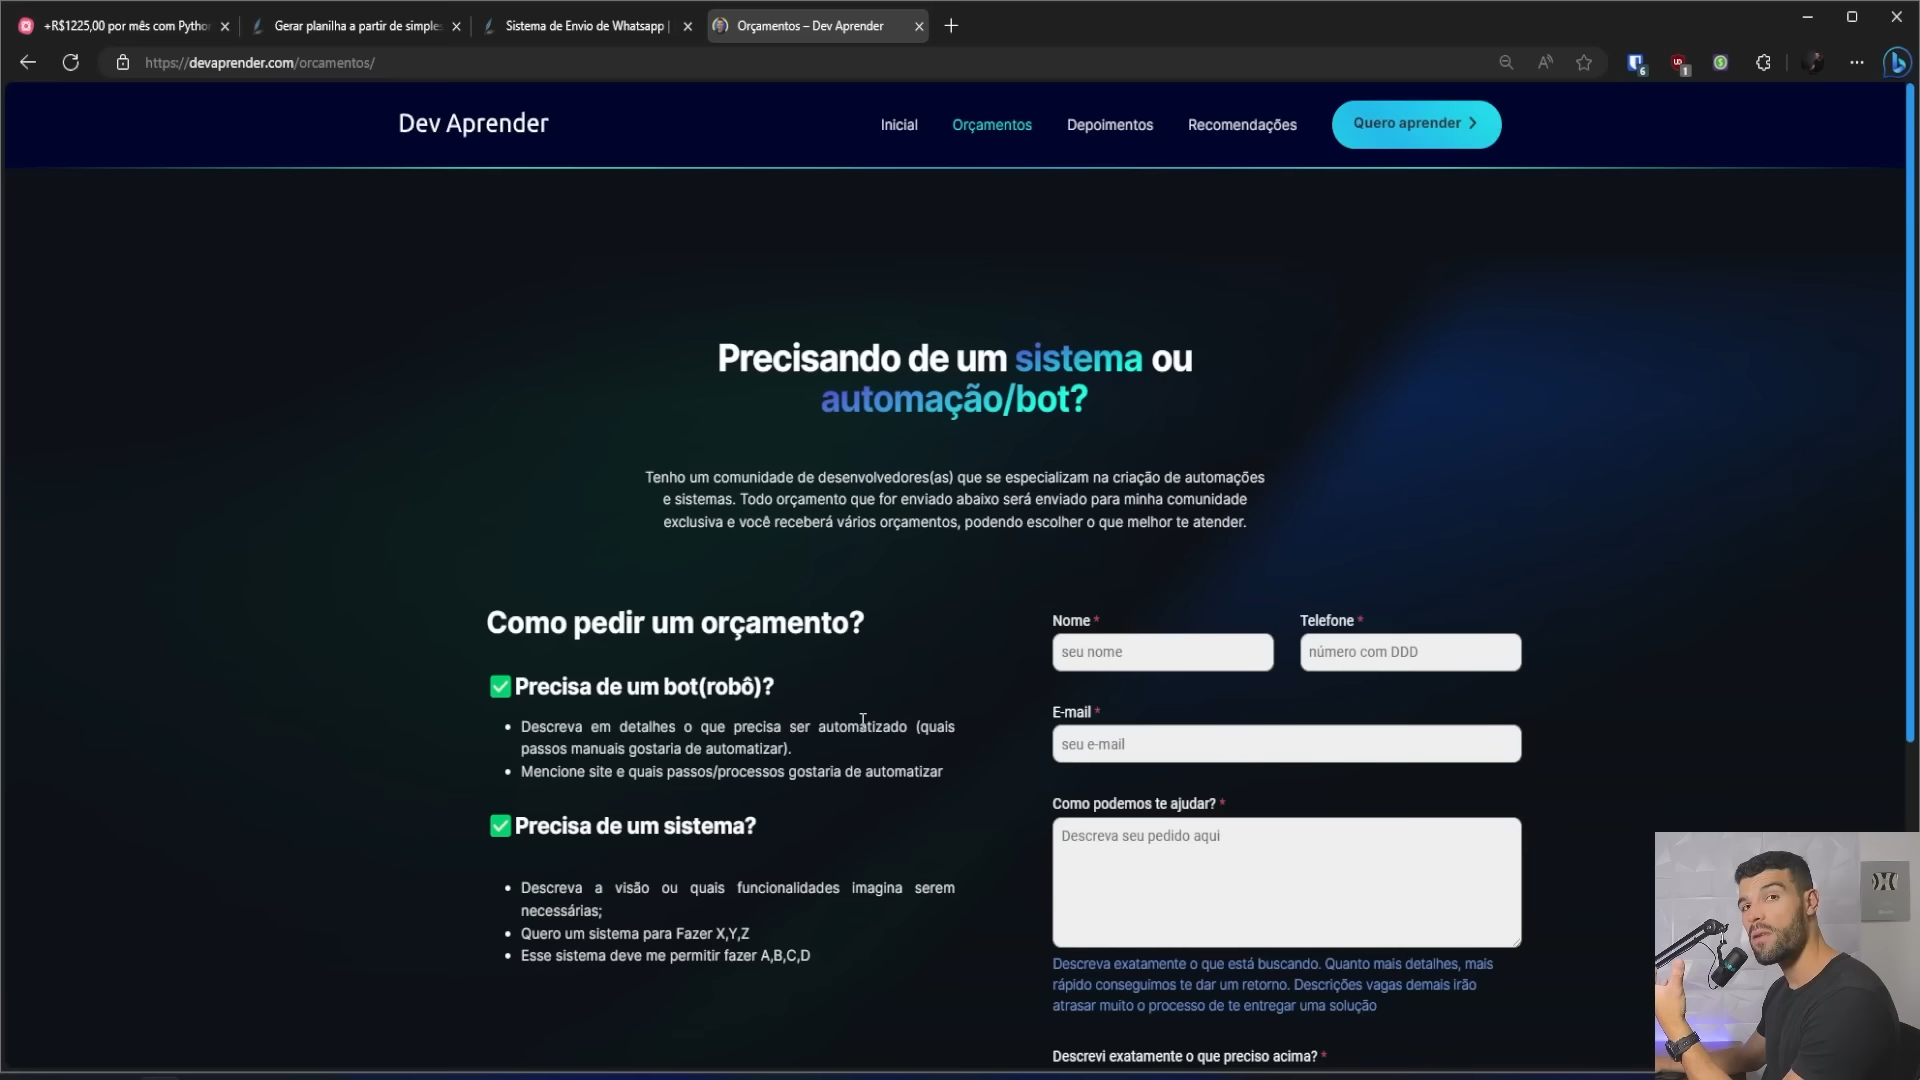 +R$1225,00 por mês com Pytho
Gerar planilha a partir de simples
Sistema de Envio de Whatsapp |
Orçamentos – Dev Aprender
https://devaprender.com/orcamentos/
6
1
Dev Aprender
Inicial
Orçamentos
Depoimentos
Recomendações
Quero aprender
Precisando de um sistema ou
automação/bot?
Tenho um comunidade de desenvolvedores(as) que se especializam na criação de automações
e sistemas. Todo orçamento que for enviado abaixo será enviado para minha comunidade
exclusiva e você receberá vários orçamentos, podendo escolher o que melhor te atender.
Como pedir um orçamento?
Precisa de um bot(robô)?
• Descreva em detalhes o que precisa ser automatizado (quais
passos manuais gostaria de automatizar).
• Mencione site e quais passos/processos gostaria de automatizar
Precisa de um sistema?
• Descreva a visão ou quais funcionalidades imagina serem
necessárias;
• Quero um sistema para Fazer X,Y,Z
• Esse sistema deve me permitir fazer A,B,C,D
Nome *
seu nome
Telefone *
número com DDD
E-mail *
seu e-mail
Como podemos te ajudar? *
Descreva seu pedido aqui
Descreva exatamente o que está buscando. Quanto mais detalhes, mais
rápido conseguimos te dar um retorno. Descrições vagas demais irão
atrasar muito o processo de te entregar uma solução
Descrevi exatamente o que preciso acima? *